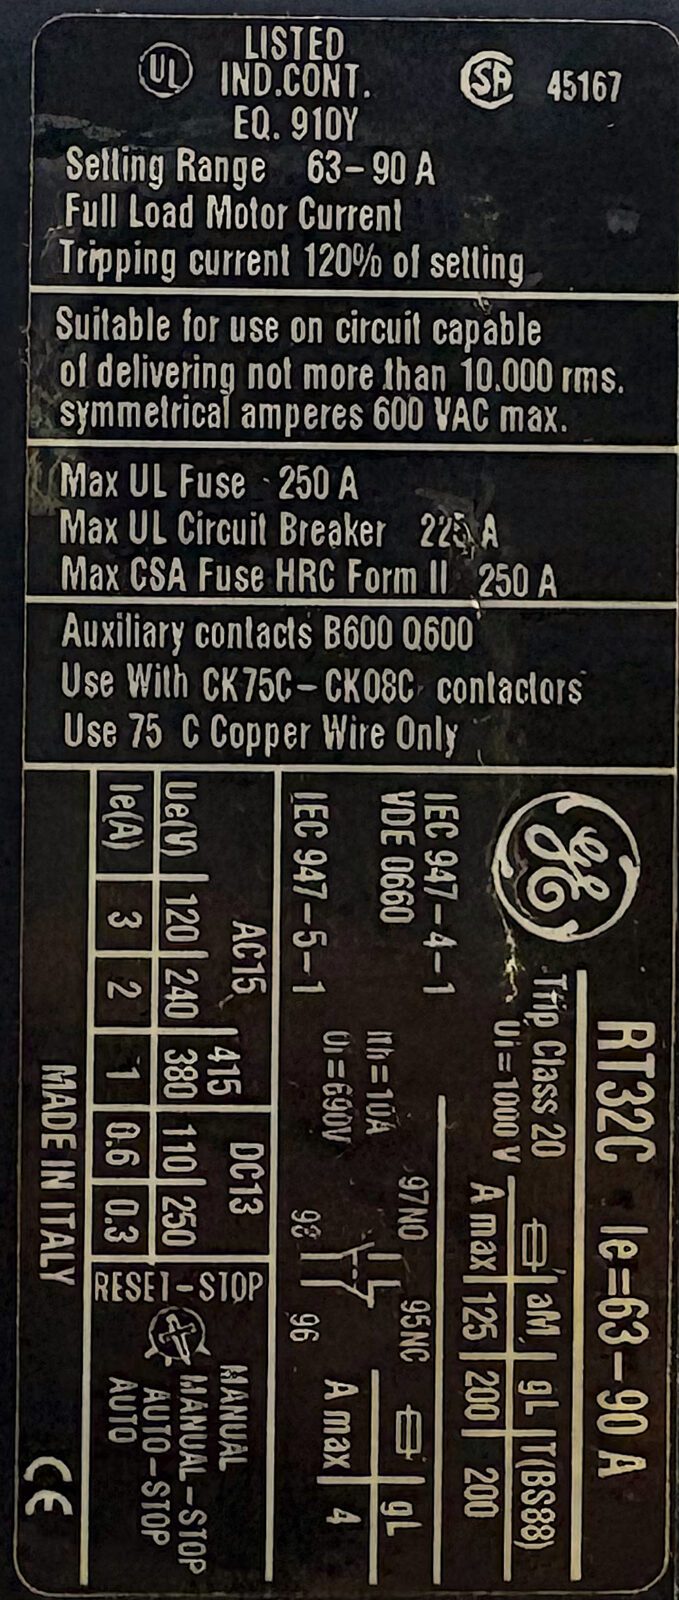 UL
LISTED
IND.CONT.
EQ. 910Y
SA 45167
Setting Range 63-90 A
Full Load Motor Current
Tripping current 120% of setting
Suitable for use on circuit capable
of delivering not more than 10.000 rms.
symmetrical amperes 600 VAC max.
Max UL Fuse 250 A
Max UL Circuit Breaker 225 A
Max CSA Fuse HRC Form II 250 A
Auxiliary contacts B600 Q600
Use With CK75C-CK08C contactors
Use 75 C Copper Wire Only
GE
RT32C Ie=63-90 A
Trip Class 20
Ui=1000 V
aM gL T(BS88)
A max 125 200 200
IEC 947-4-1
VDE 0660
IEC 947-5-1
Ith=10A
Ui=690V
97NO 95NC
98 96
gL
A max 4
AC15 415 DC13
Ue(V) 120 240 380 110 250
Ie(A) 3 2 1 0.6 0.3
RESET-STOP
MANUAL
MANUAL-STOP
AUTO-STOP
AUTO
MADE IN ITALY
CE